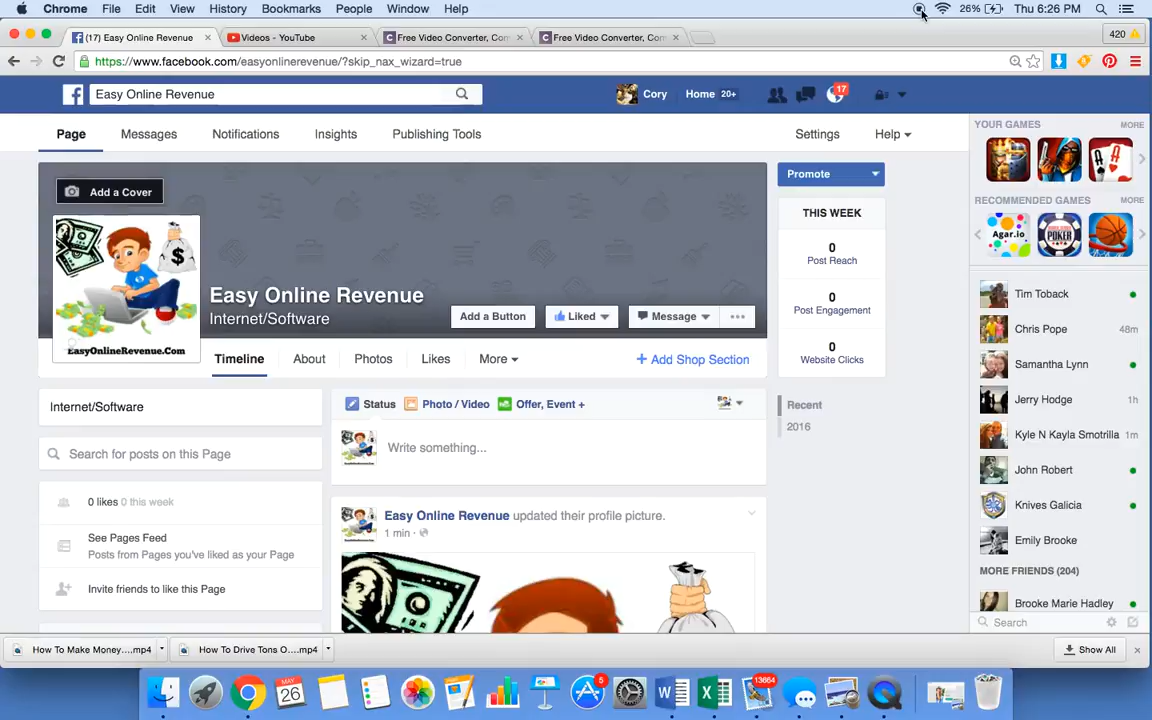 Chrome File Edit View History Bookmarks People Window Help 26% Thu 6:26 PM
(17) Easy Online Revenue Videos - YouTube Free Video Converter, Com Free Video Converter, Com 420
https://www.facebook.com/easyonlinerevenue/?skip_nax_wizard=true
Easy Online Revenue Cory Home 20+ 17
Page Messages Notifications Insights Publishing Tools Settings Help
YOUR GAMES MORE
Add a Cover
Promote
RECOMMENDED GAMES MORE
Agar.io
POKER
THIS WEEK
0
Post Reach
0
Post Engagement
0
Website Clicks
Easy Online Revenue
Internet/Software
Add a Button Liked Message
EasyOnlineRevenue.Com
Timeline About Photos Likes More + Add Shop Section
Internet/Software
Search for posts on this Page
0 likes 0 this week
See Pages Feed
Posts from Pages you've liked as your Page
Invite friends to like this Page
Status Photo / Video Offer, Event +
Write something...
Easy Online Revenue updated their profile picture.
1 min
Recent
2016
Tim Toback
Chris Pope 48m
Samantha Lynn
Jerry Hodge 1h
Kyle N Kayla Smotrilla 1m
John Robert
Knives Galicia
Emily Brooke
MORE FRIENDS (204)
Brooke Marie Hadley
Search
How To Make Money....mp4 How To Drive Tons O....mp4 Show All
MAY
26
5
13664